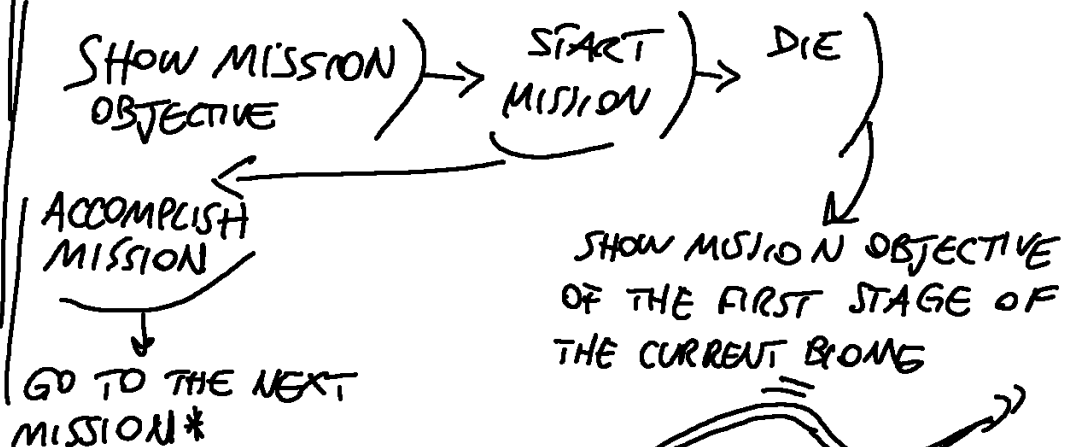 SHOW MISSION
OBJECTIVE
START
MISSION
DIE
ACCOMPLISH
MISSION
SHOW MISSION OBJECTIVE
OF THE FIRST STAGE OF
THE CURRENT BIOME
GO TO THE NEXT
MISSION*